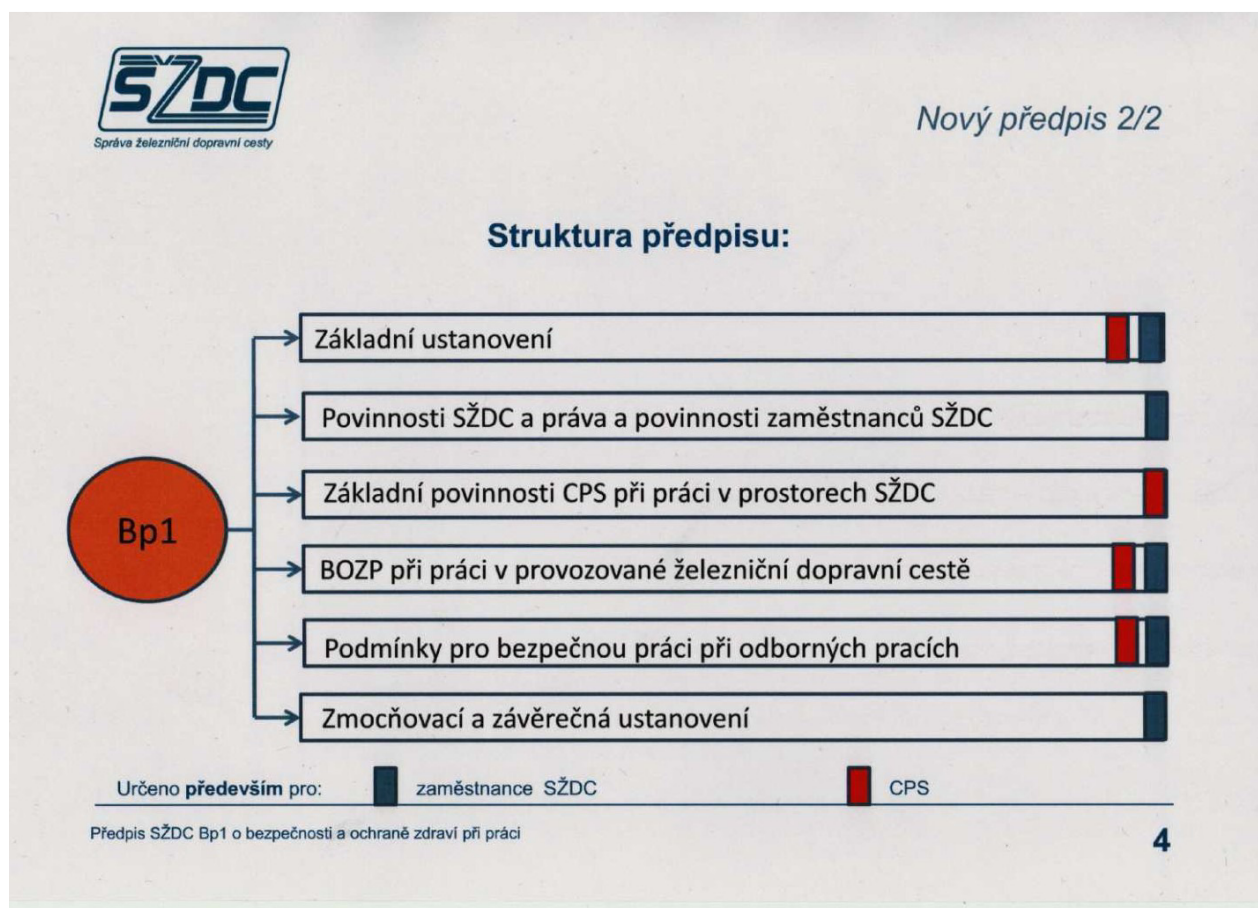 SŽDC
Správa železniční dopravní cesty
Nový předpis 2/2
Struktura předpisu:
Bp1
Základní ustanovení
Povinnosti SŽDC a práva a povinnosti zaměstnanců SŽDC
Základní povinnosti CPS při práci v prostorech SŽDC
BOZP při práci v provozované železniční dopravní cestě
Podmínky pro bezpečnou práci při odborných pracích
Zmocňovací a závěrečná ustanovení
Určeno především pro: zaměstnance SŽDC CPS
Předpis SŽDC Bp1 o bezpečnosti a ochraně zdraví při práci
4